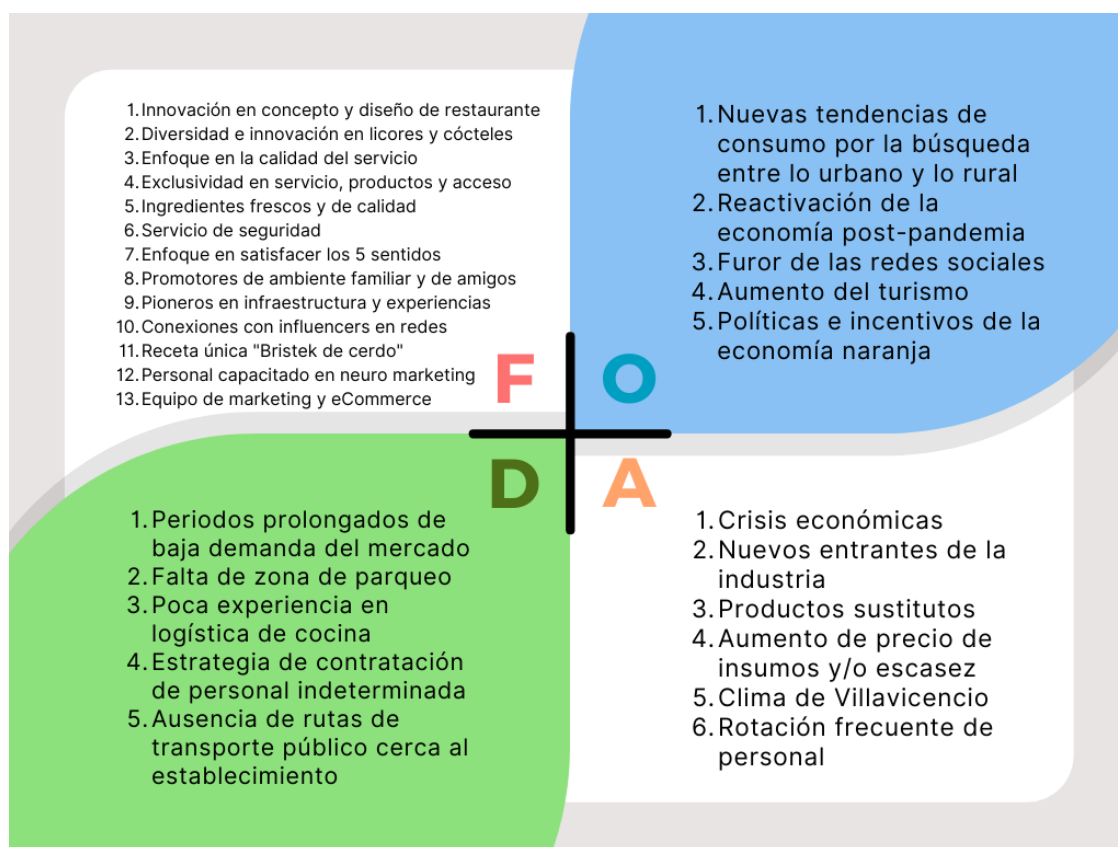 1. Innovación en concepto y diseño de restaurante
2. Diversidad e innovación en licores y cócteles
3. Enfoque en la calidad del servicio
4. Exclusividad en servicio, productos y acceso
5. Ingredientes frescos y de calidad
6. Servicio de seguridad
7. Enfoque en satisfacer los 5 sentidos
8. Promotores de ambiente familiar y de amigos
9. Pioneros en infraestructura y experiencias
10. Conexiones con influencers en redes
11. Receta única "Bristek de cerdo"
12. Personal capacitado en neuro marketing
13. Equipo de marketing y eCommerce
F
1. Nuevas tendencias de
consumo por la búsqueda
entre lo urbano y lo rural
2. Reactivación de la
economía post-pandemia
3. Furor de las redes sociales
4. Aumento del turismo
5. Políticas e incentivos de la
economía naranja
O
D
1. Periodos prolongados de
baja demanda del mercado
2. Falta de zona de parqueo
3. Poca experiencia en
logística de cocina
4. Estrategia de contratación
de personal indeterminada
5. Ausencia de rutas de
transporte público cerca al
establecimiento
A
1. Crisis económicas
2. Nuevos entrantes de la
industria
3. Productos sustitutos
4. Aumento de precio de
insumos y/o escasez
5. Clima de Villavicencio
6. Rotación frecuente de
personal